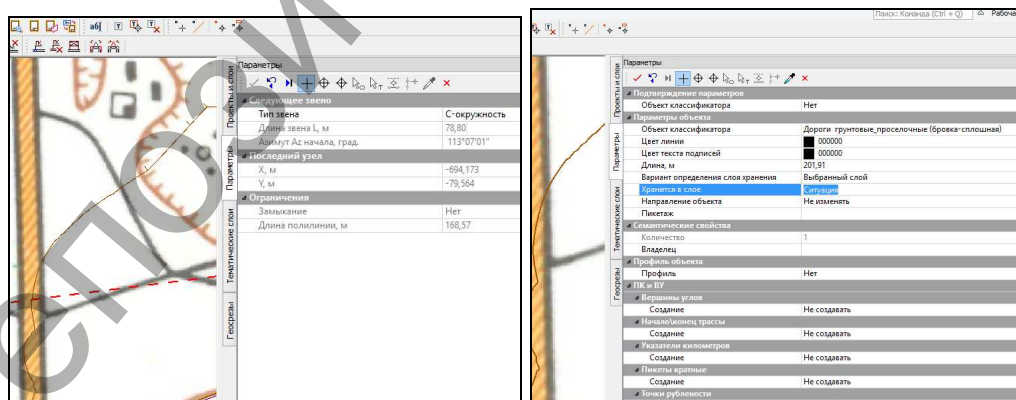 Параметры
Проекты и слои
Параметры
Тематические слои
Геосрезы
Следующее звено
Тип звена С-окружность
Длина звена L, м 78,80
Азимут Az начала, град. 113°07'01"
Последний узел
X, м -694,173
Y, м -79,564
Ограничения
Замыкание Нет
Длина полилинии, м 168,57
Поиск: Команда (Ctrl + Q) Рабоча
Параметры
Проекты и слои
Параметры
Тематические слои
Геосрезы
Подтверждение параметров
Объект классификатора Нет
Параметры объекта
Объект классификатора Дороги грунтовые_проселочные (бровка-сплошная)
Цвет линии 000000
Цвет текста подписей 000000
Длина, м 201,91
Вариант определения слоя хранения Выбранный слой
Хранится в слое Ситуация
Направление объекта Не изменять
Пикетаж
Семантические свойства
Количество 1
Владелец
Профиль объекта
Профиль Нет
ПК и ВУ
Вершины углов
Создание Не создавать
Начало\конец трассы
Создание Не создавать
Указатели километров
Создание Не создавать
Пикеты кратные
Создание Не создавать
Точки рублености